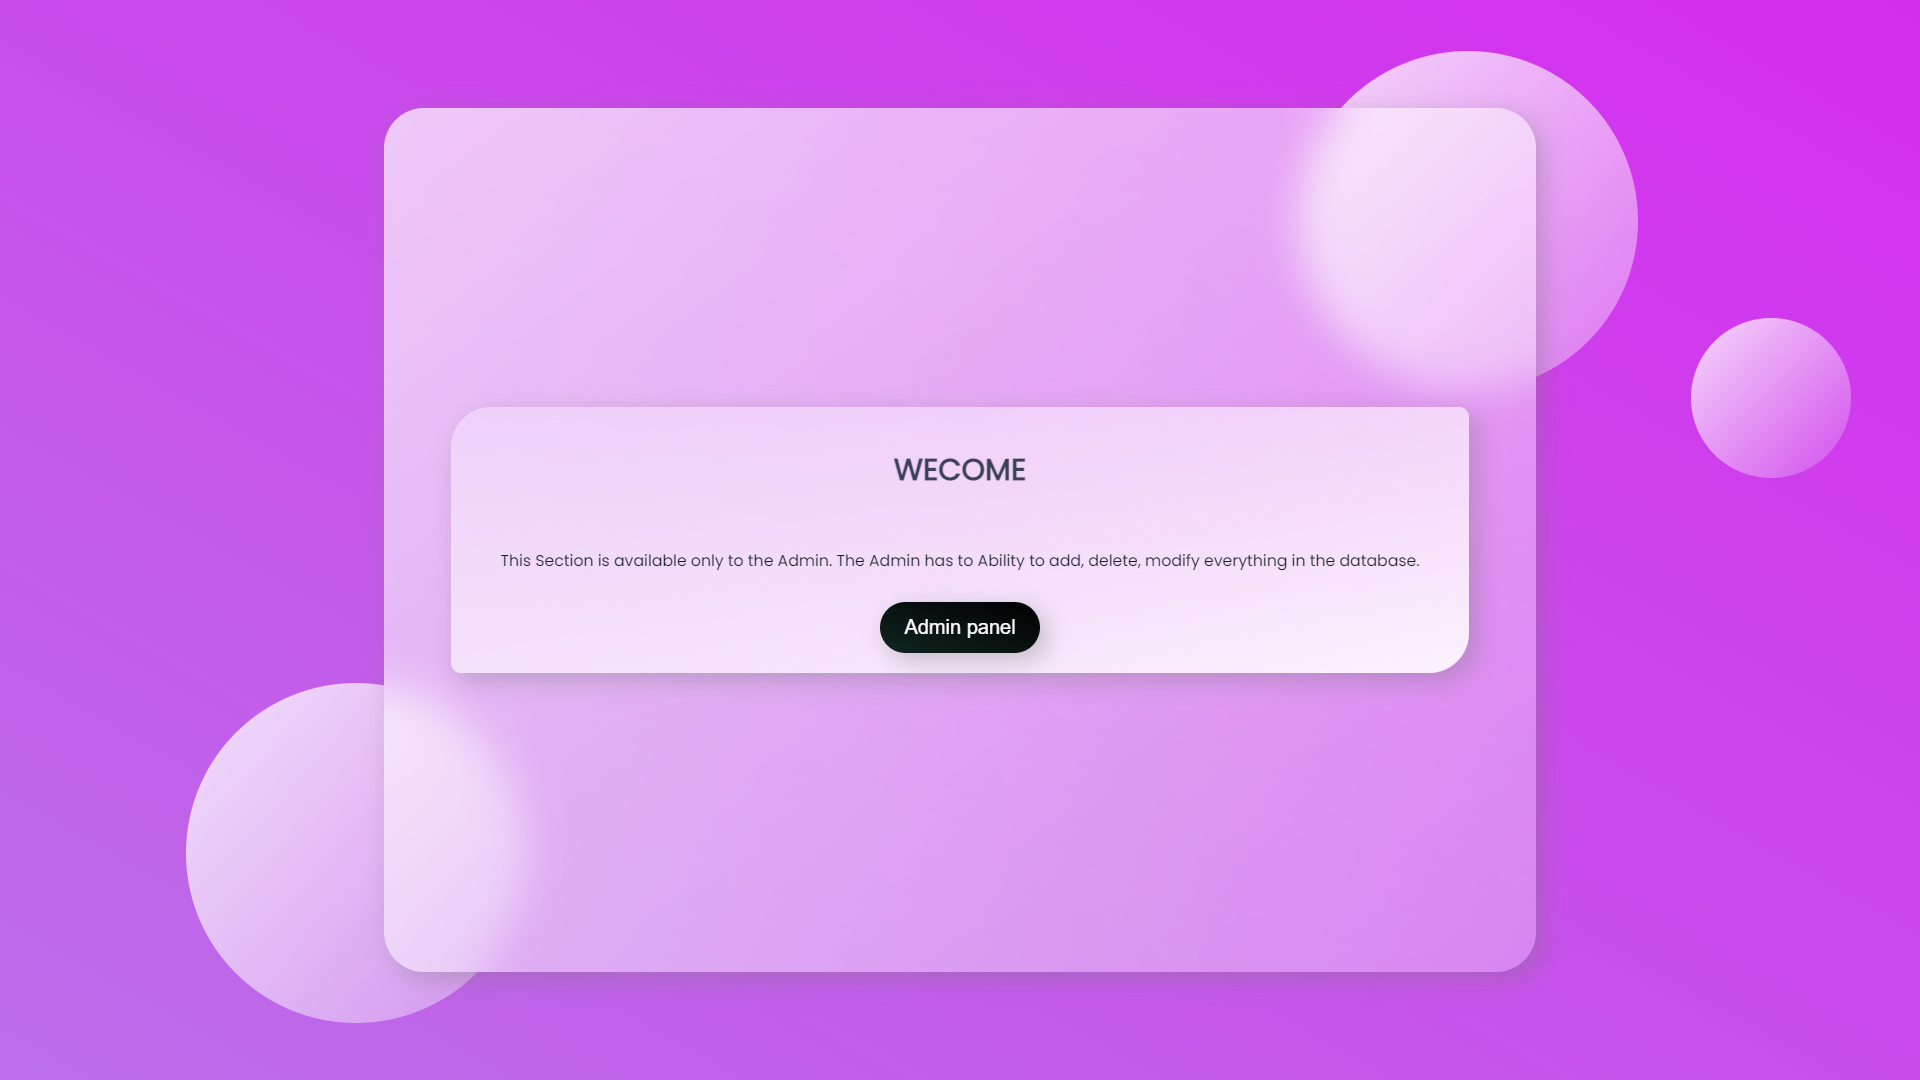 WECOME
This Section is available only to the Admin. The Admin has to Ability to add, delete, modify everything in the database.
Admin panel